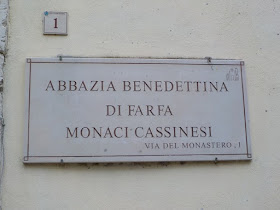 1
ABBAZIA BENEDETTINA
DI FARFA
MONACI CASSINESI
VIA DEL MONASTERO, 1